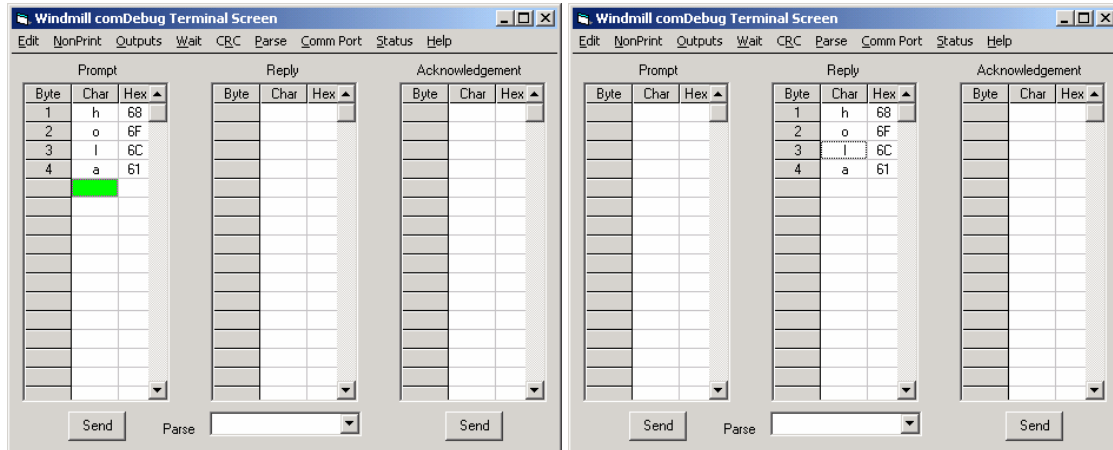 Windmill comDebug Terminal Screen
Edit NonPrint Outputs Wait CRC Parse Comm Port Status Help
Prompt Reply Acknowledgement
Byte Char Hex Byte Char Hex Byte Char Hex
1 h 68
2 o 6F
3 l 6C
4 a 61
Send Parse Send
Windmill comDebug Terminal Screen
Edit NonPrint Outputs Wait CRC Parse Comm Port Status Help
Prompt Reply Acknowledgement
Byte Char Hex Byte Char Hex Byte Char Hex
1 h 68
2 o 6F
3 l 6C
4 a 61
Send Parse Send